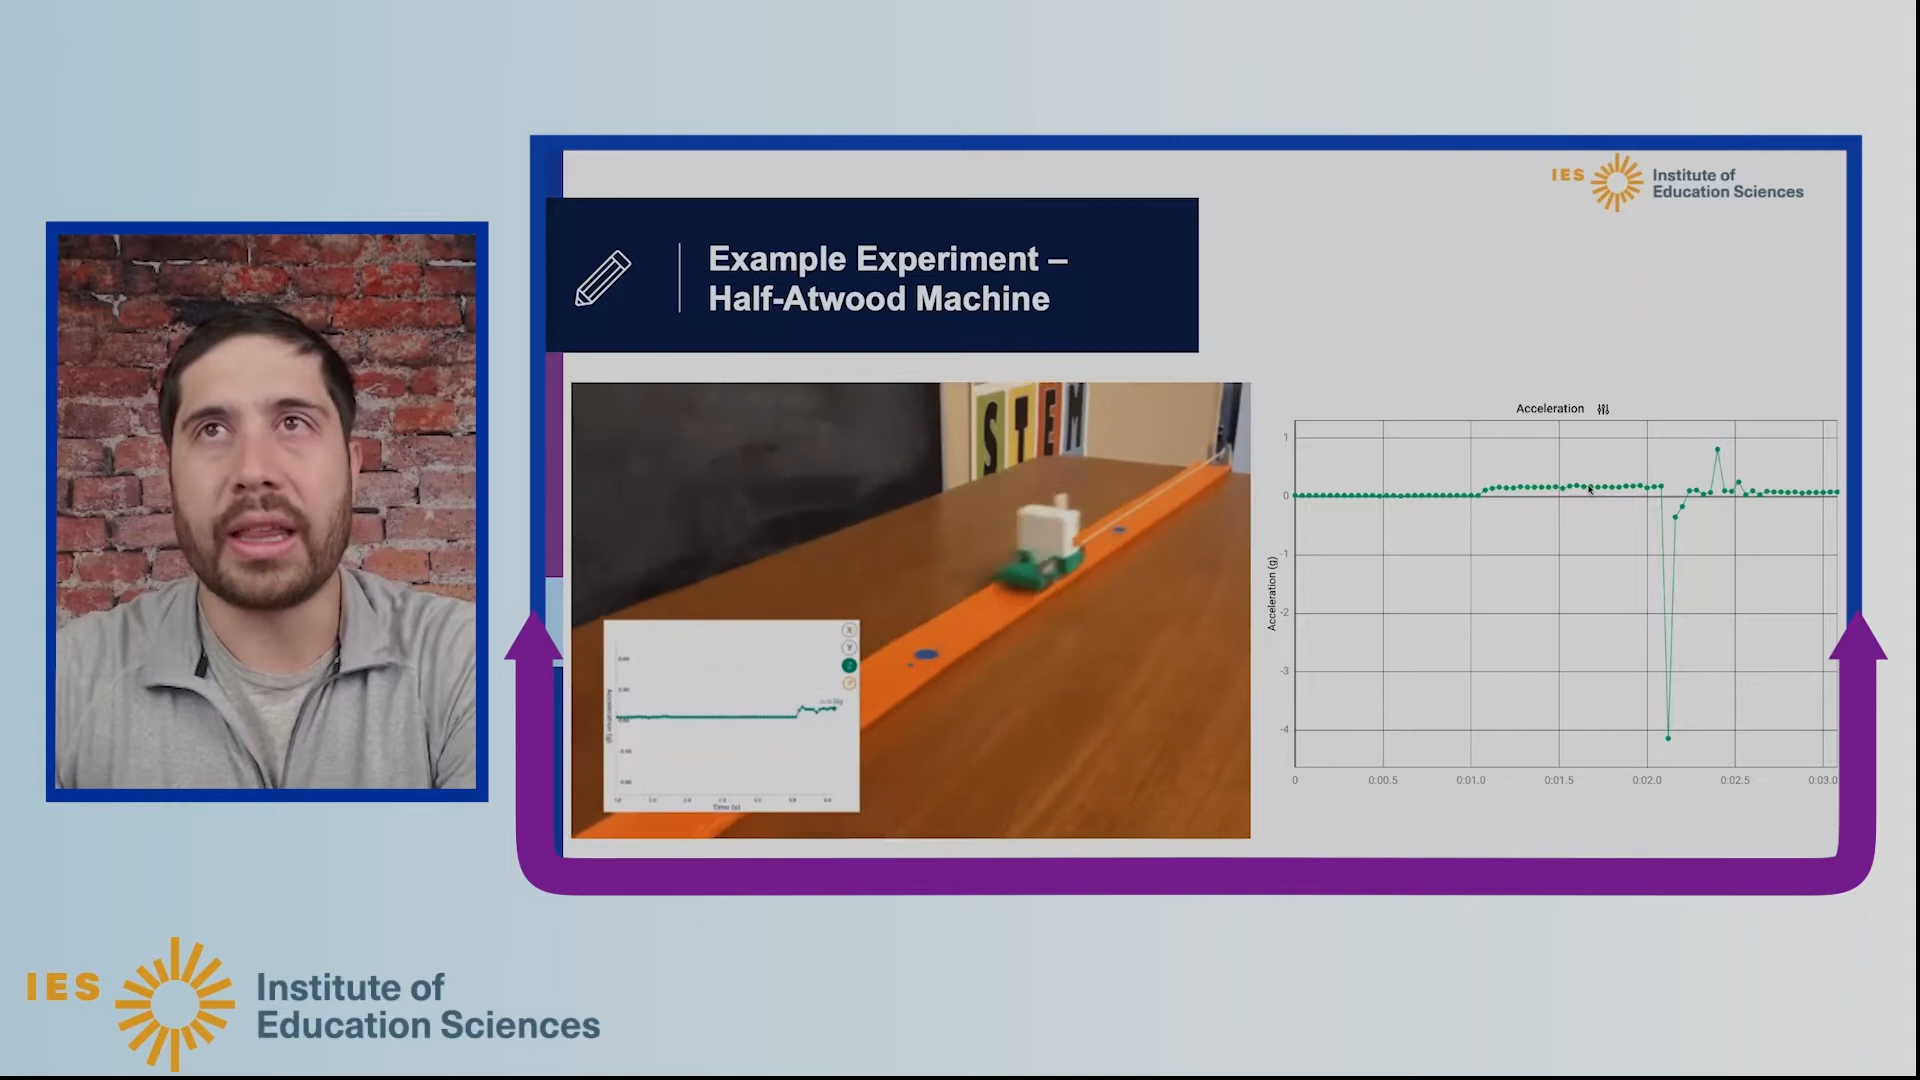 IES Institute of
Education Sciences
Example Experiment –
Half-Atwood Machine
STEM
X
Y
Z
Time (s)
Acceleration
Acceleration (g)
1
0
-1
-2
-3
-4
0 0:00.5 0:01.0 0:01.5 0:02.0 0:02.5 0:03.0
IES Institute of
Education Sciences